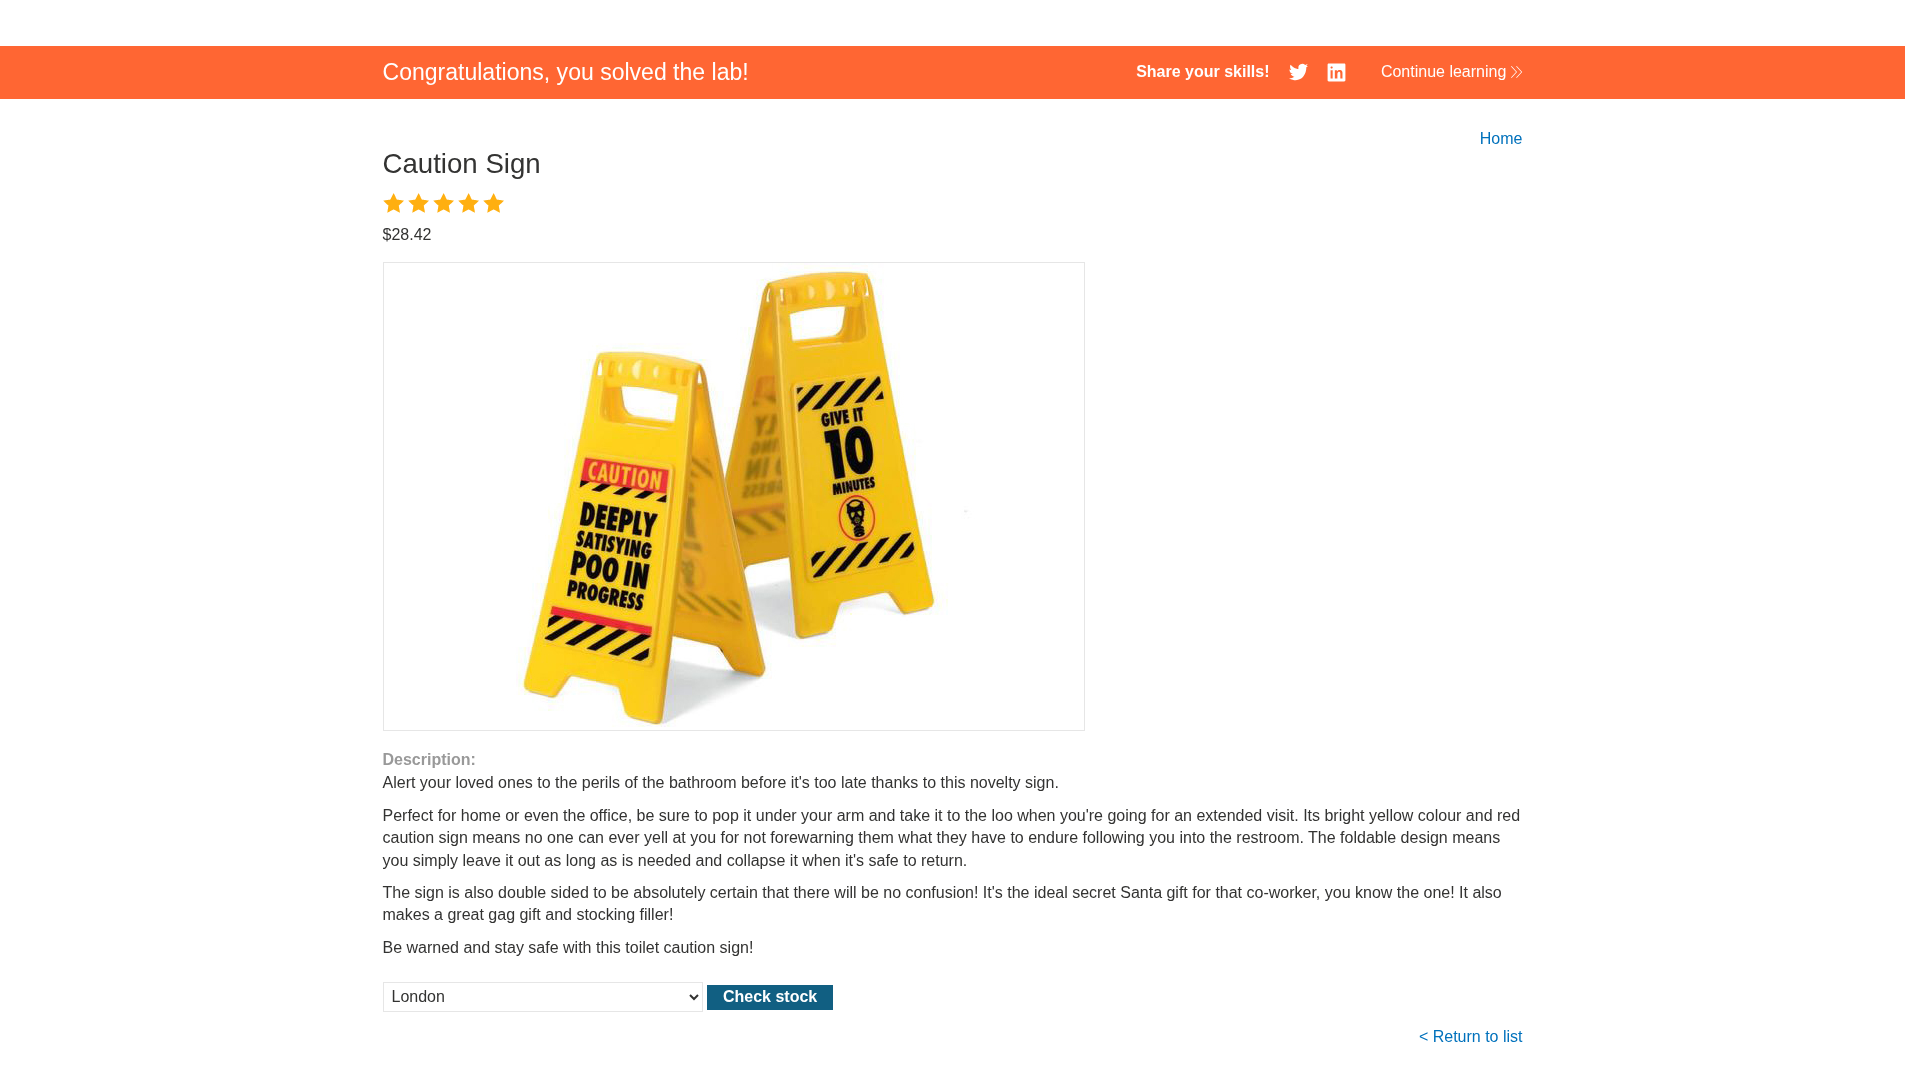 Congratulations, you solved the lab!
Share your skills!
Continue learning
Home
Caution Sign
$28.42
GIVE IT
10
MINUTES
CAUTION
DEEPLY
SATISYING
POO IN
PROGRESS
Description:
Alert your loved ones to the perils of the bathroom before it's too late thanks to this novelty sign.
Perfect for home or even the office, be sure to pop it under your arm and take it to the loo when you're going for an extended visit. Its bright yellow colour and red
caution sign means no one can ever yell at you for not forewarning them what they have to endure following you into the restroom. The foldable design means
you simply leave it out as long as is needed and collapse it when it's safe to return.
The sign is also double sided to be absolutely certain that there will be no confusion! It's the ideal secret Santa gift for that co-worker, you know the one! It also
makes a great gag gift and stocking filler!
Be warned and stay safe with this toilet caution sign!
London
Check stock
< Return to list